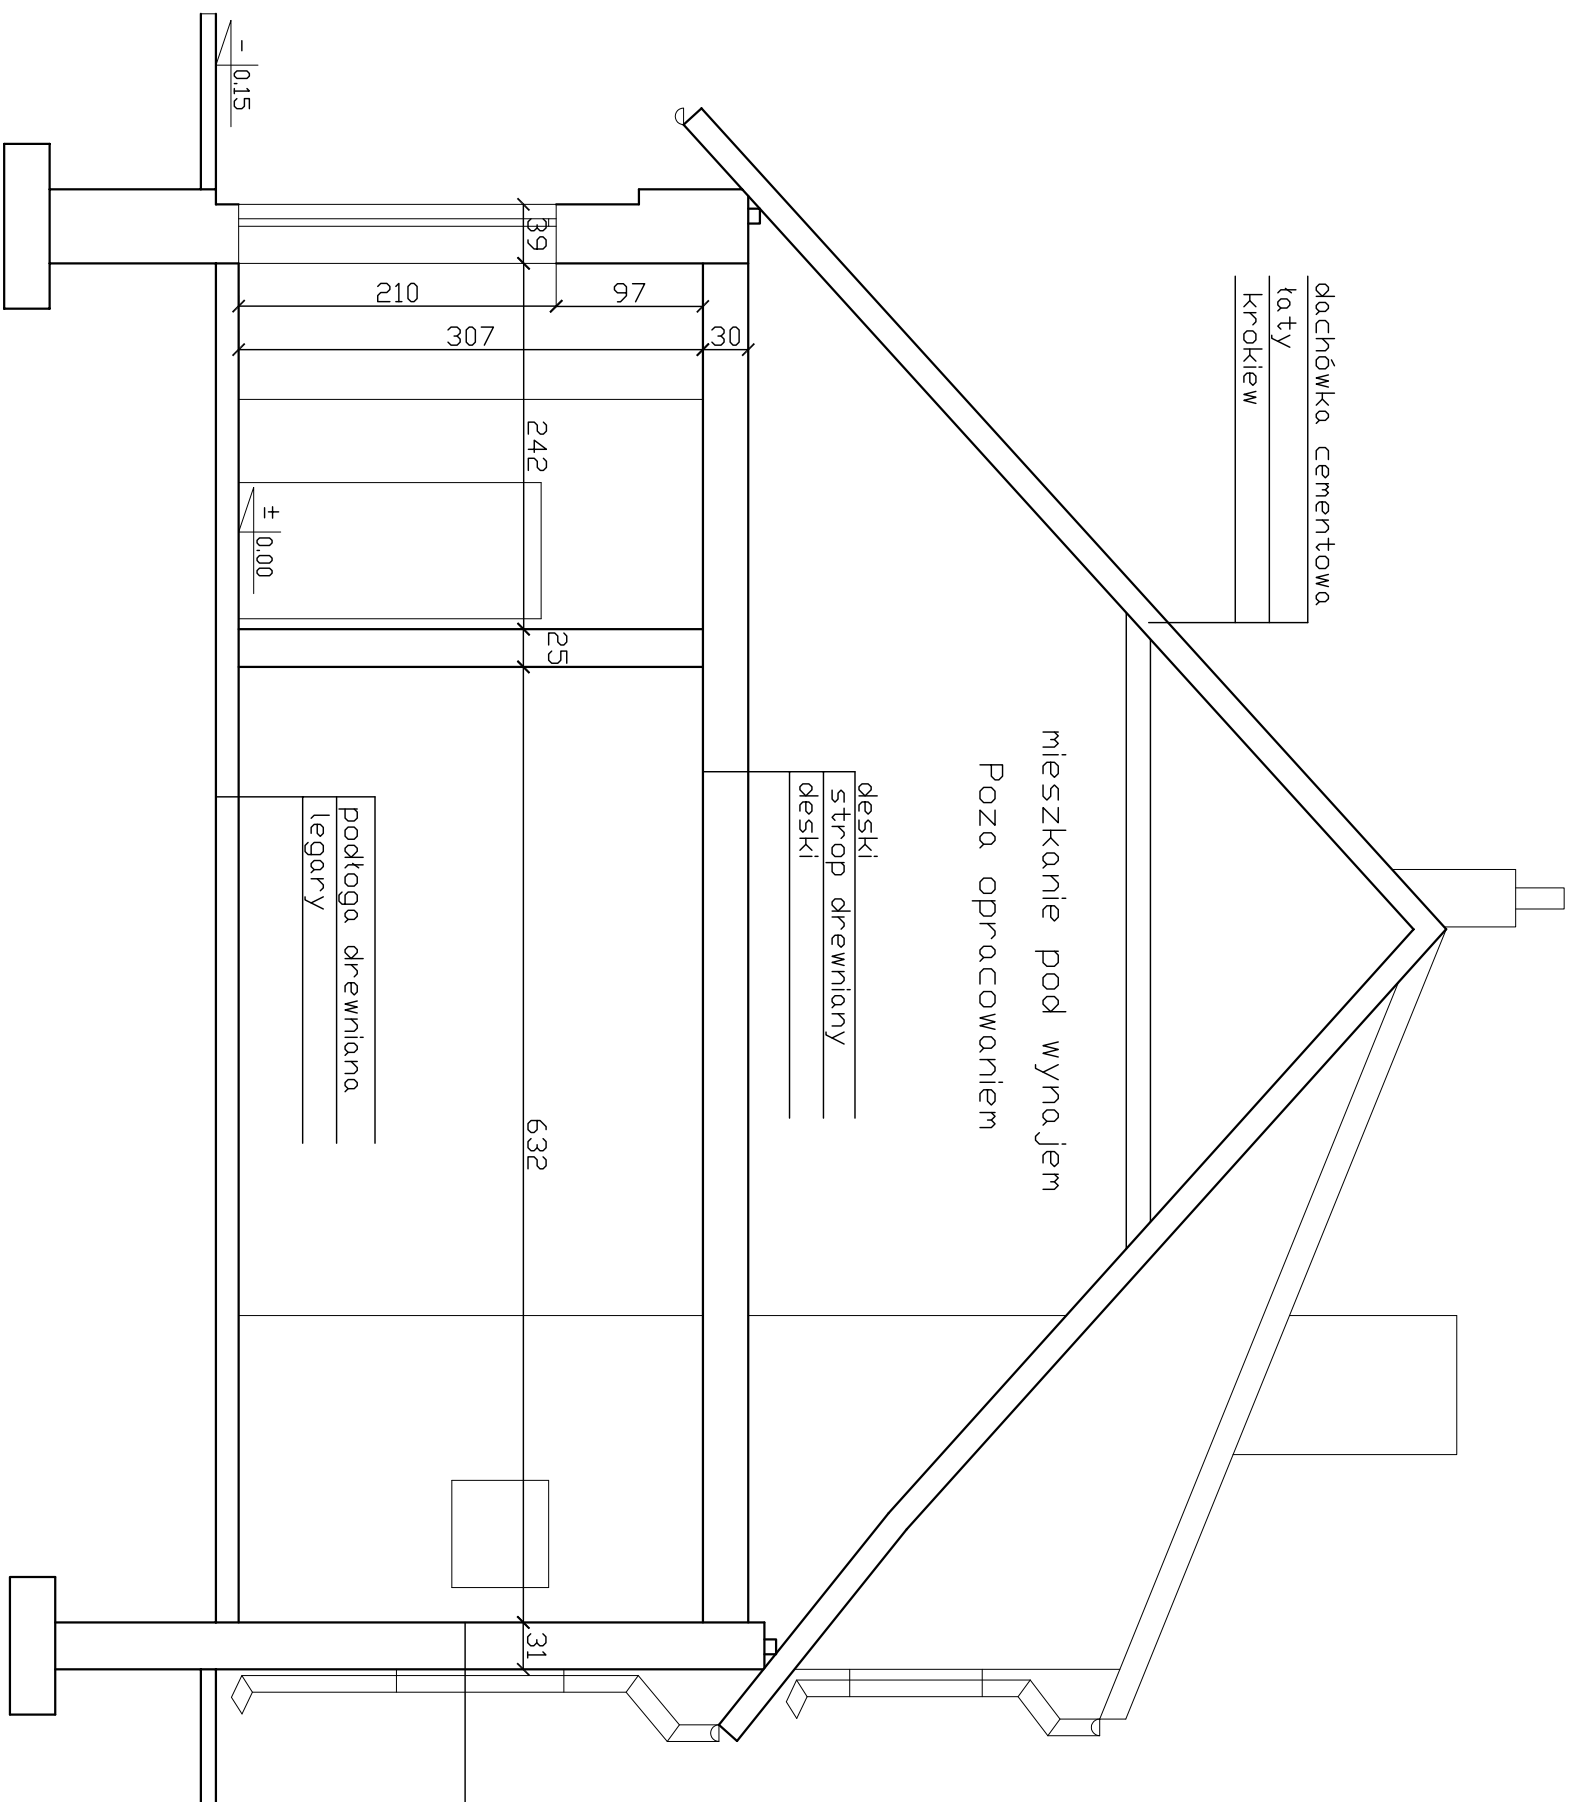 dachówka cementowa
łaty
krokiew
mieszkanie pod wynajem
Poza opracowaniem
deski
strop drewniany
deski
podłoga drewniana
legary
39
242
25
632
31
210
97
307
30
- 0,15
± 0,00